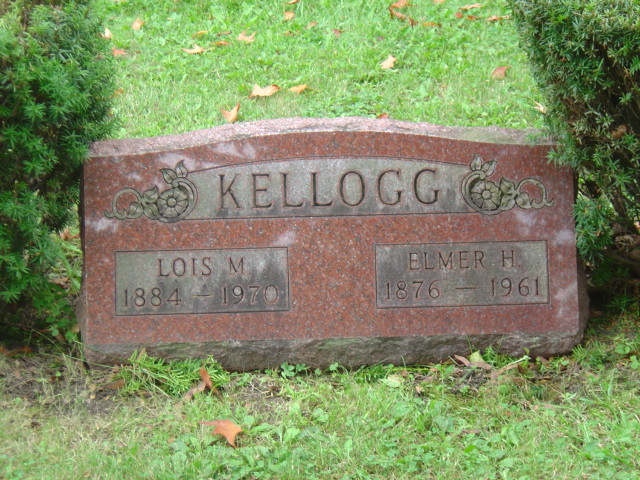 KELLOGG
LOIS M.
1884 — 1970
ELMER H.
1876 — 1961